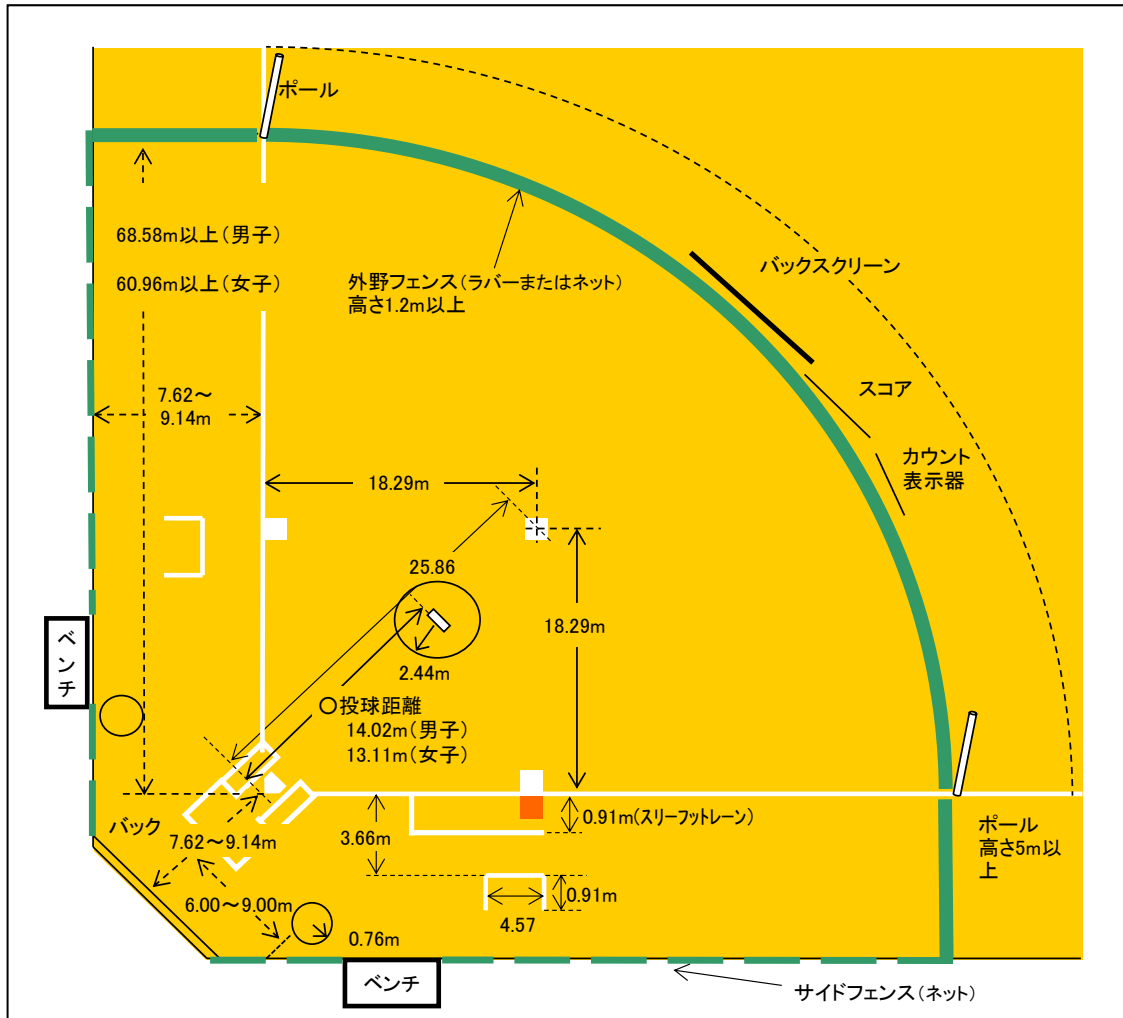 ポール
68.58m以上(男子)
60.96m以上(女子)
外野フェンス(ラバーまたはネット)
高さ1.2m以上
バックスクリーン
スコア
カウント
表示器
7.62～
9.14m
18.29m
25.86
18.29m
2.44m
○投球距離
14.02m(男子)
13.11m(女子)
ベンチ
バック
7.62～9.14m
3.66m
0.91m(スリーフットレーン)
ポール
高さ5m以
上
6.00～9.00m
0.91m
4.57
0.76m
ベンチ
サイドフェンス(ネット)